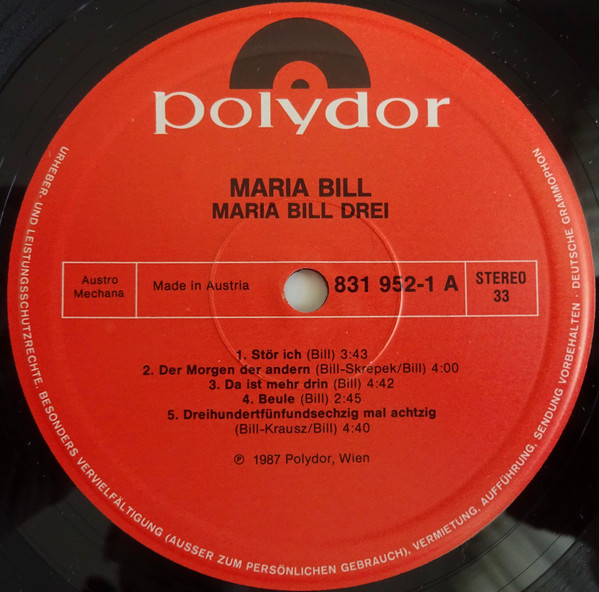 polydor
MARIA BILL
MARIA BILL DREI
Austro
Mechana
Made in Austria
831 952-1 A
STEREO
33
1. Stör ich (Bill) 3:43
2. Der Morgen der andern (Bill-Skrepek/Bill) 4:00
3. Da ist mehr drin (Bill) 4:42
4. Beule (Bill) 2:45
5. Dreihundertfünfundsechzig mal achtzig
(Bill-Krausz/Bill) 4:40
℗ 1987 Polydor, Wien
URHEBER- UND LEISTUNGSSCHUTZRECHTE. BESONDERS VERVIELFÄLTIGUNG (AUSSER ZUM PERSÖNLICHEN GEBRAUCH), VERMIETUNG, AUFFÜHRUNG, SENDUNG VORBEHALTEN · DEUTSCHE GRAMMOPHON